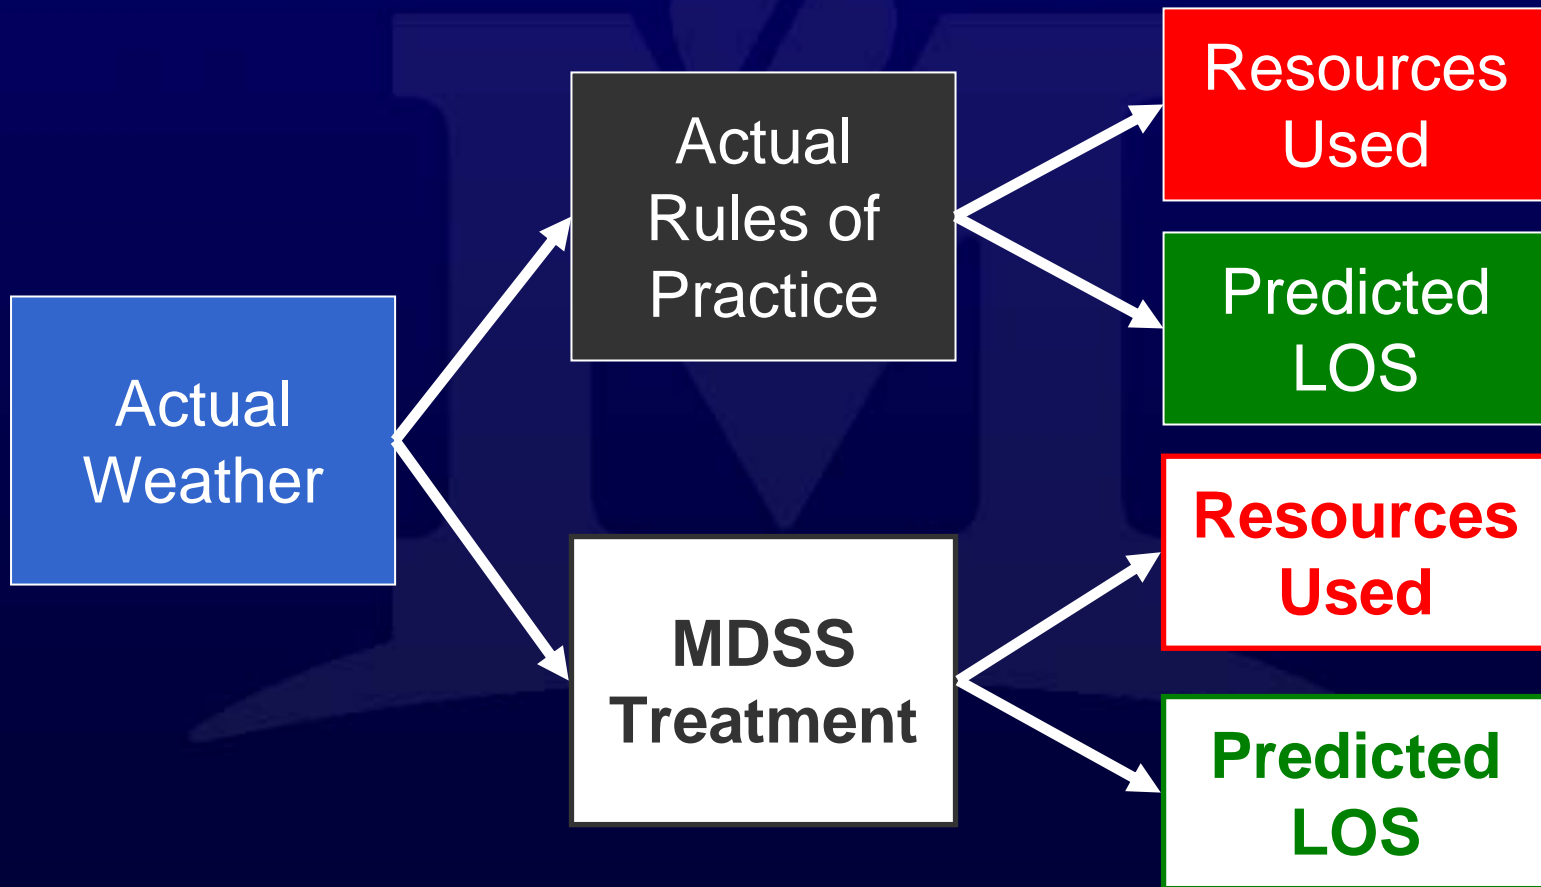 Actual
Weather
Actual
Rules of
Practice
MDSS
Treatment
Resources
Used
Predicted
LOS
Resources
Used
Predicted
LOS